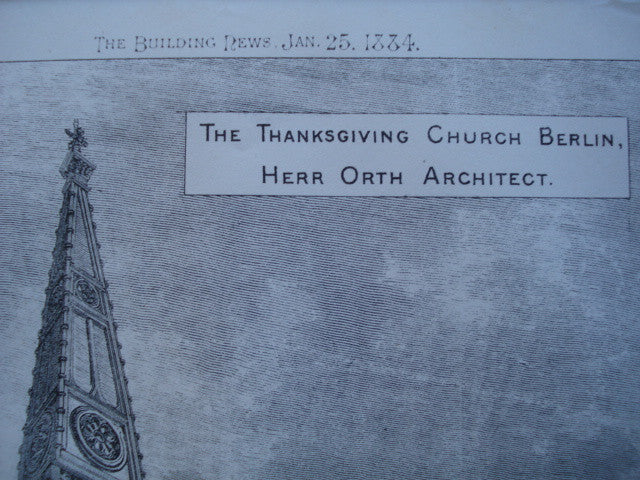 The Building News, Jan. 25, 1884.
The Thanksgiving Church Berlin,
Herr Orth Architect.